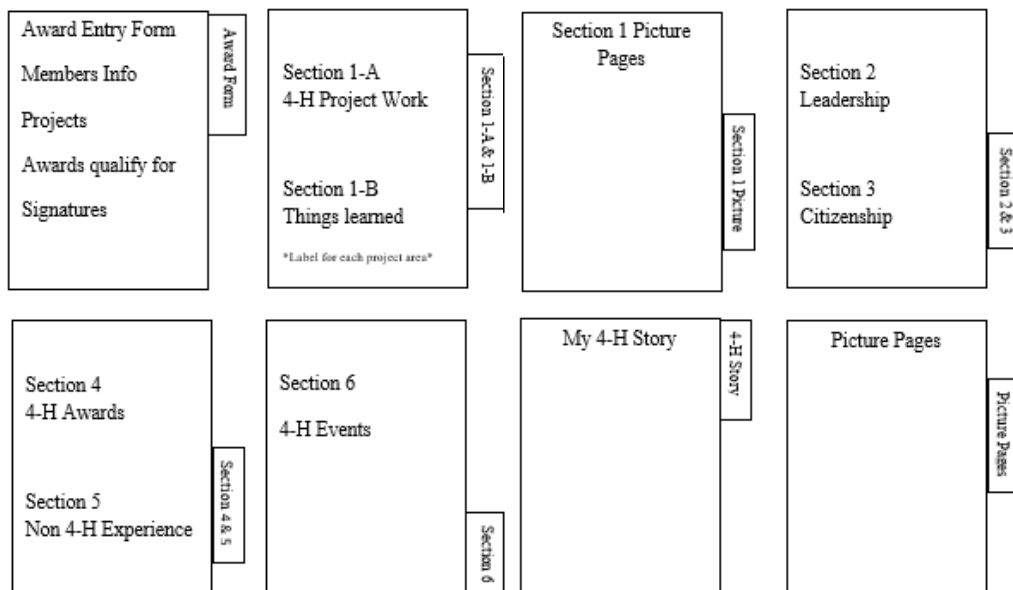 Award Entry Form
Members Info
Projects
Awards qualify for
Signatures
Award Form
Section 1-A
4-H Project Work
Section 1-B
Things learned
*Label for each project area*
Section 1-A & 1-B
Section 1 Picture
Pages
Section 1 Picture
Section 2
Leadership
Section 3
Citizenship
Section 2 & 3
Section 4
4-H Awards
Section 5
Non 4-H Experience
Section 4 & 5
Section 6
4-H Events
Section 6
My 4-H Story
4-H Story
Picture Pages
Picture Pages